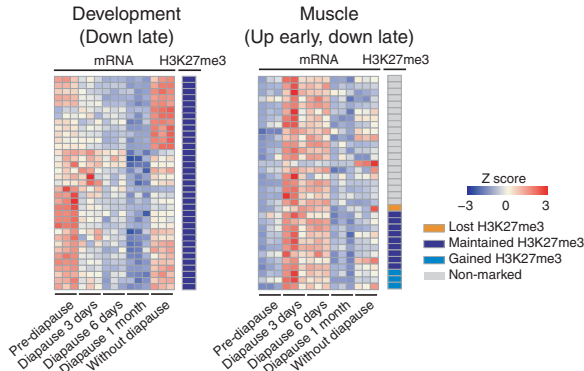 Development
(Down late)
mRNA
H3K27me3
Pre-diapause
Diapause 3 days
Diapause 6 days
Diapause 1 month
Without diapause
Muscle
(Up early, down late)
mRNA
H3K27me3
Pre-diapause
Diapause 3 days
Diapause 6 days
Diapause 1 month
Without diapause
Z score
−3 0 3
Lost H3K27me3
Maintained H3K27me3
Gained H3K27me3
Non-marked